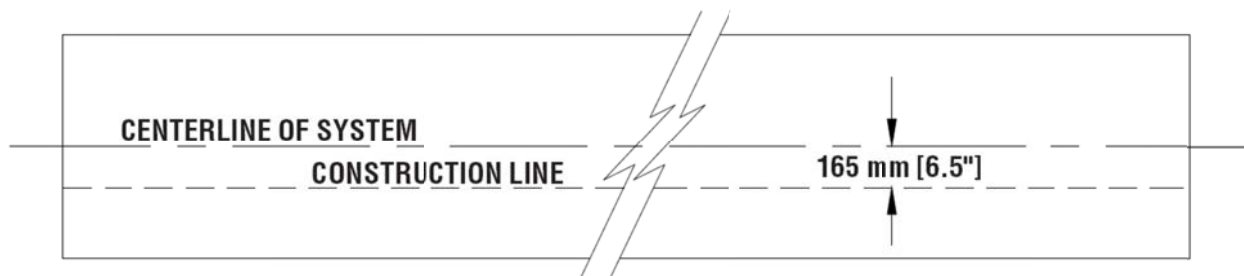 CENTERLINE OF SYSTEM
CONSTRUCTION LINE
165 mm [6.5"]